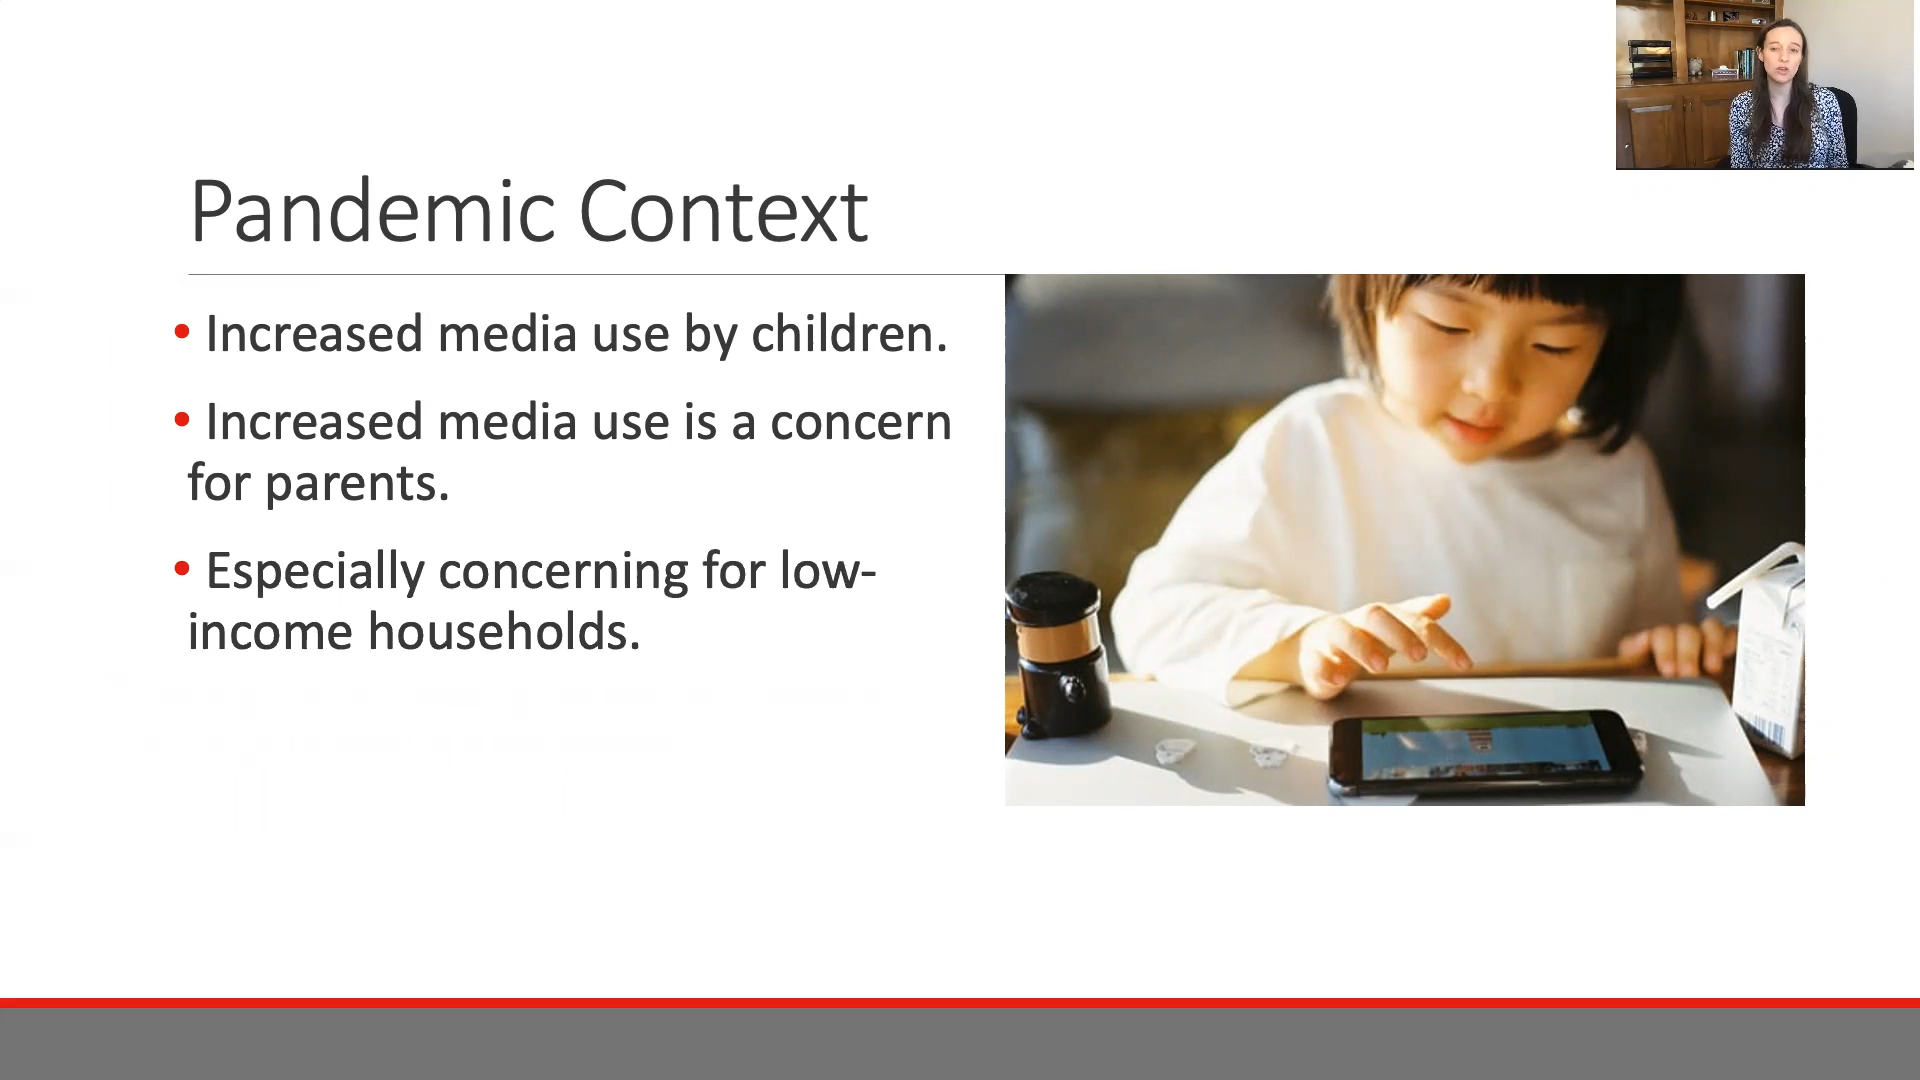 Pandemic Context
• Increased media use by children.
• Increased media use is a concern
for parents.
• Especially concerning for low-
income households.